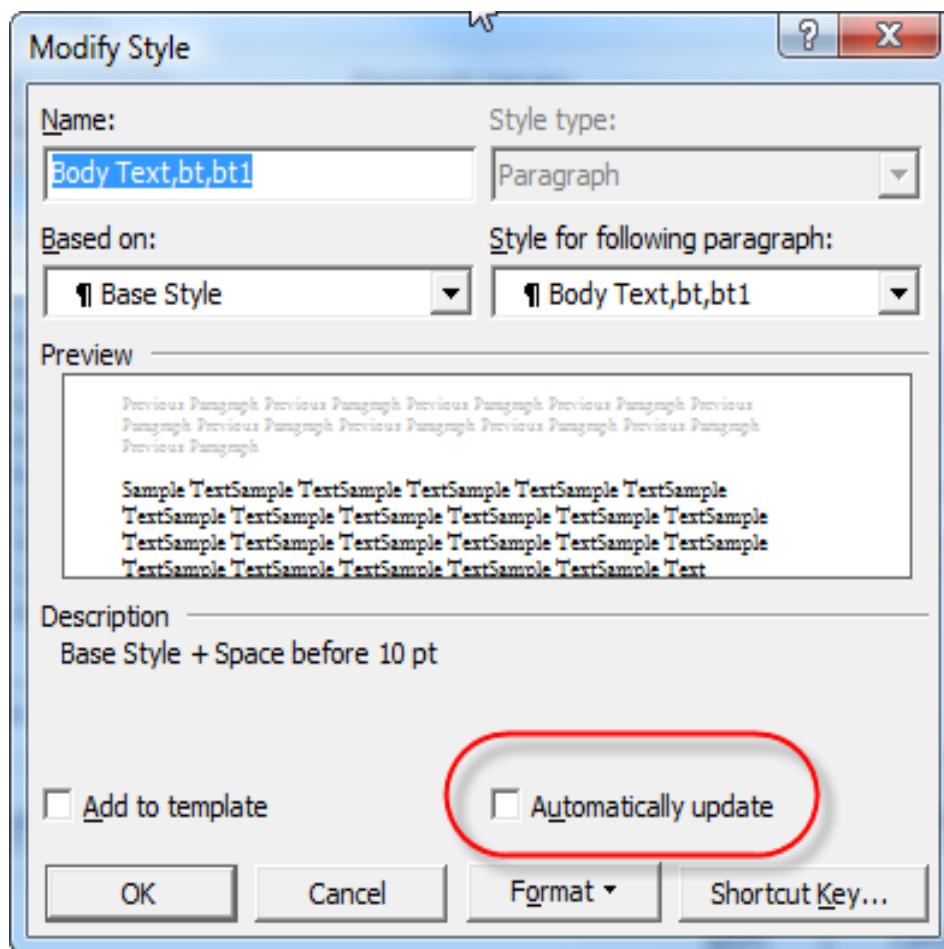 Modify Style
?
X
Name:
Style type:
Body Text,bt,bt1
Paragraph
Based on:
Style for following paragraph:
¶ Base Style
¶ Body Text,bt,bt1
Preview
Previous Paragraph Previous Paragraph Previous Paragraph Previous Paragraph Previous
Paragraph Previous Paragraph Previous Paragraph Previous Paragraph Previous Paragraph
Previous Paragraph
Sample TextSample TextSample TextSample TextSample TextSample
TextSample TextSample TextSample TextSample TextSample TextSample
TextSample TextSample TextSample TextSample TextSample TextSample
TextSample TextSample TextSample TextSample TextSample Text
Description
Base Style + Space before 10 pt
Add to template
Automatically update
OK
Cancel
Format
Shortcut Key...